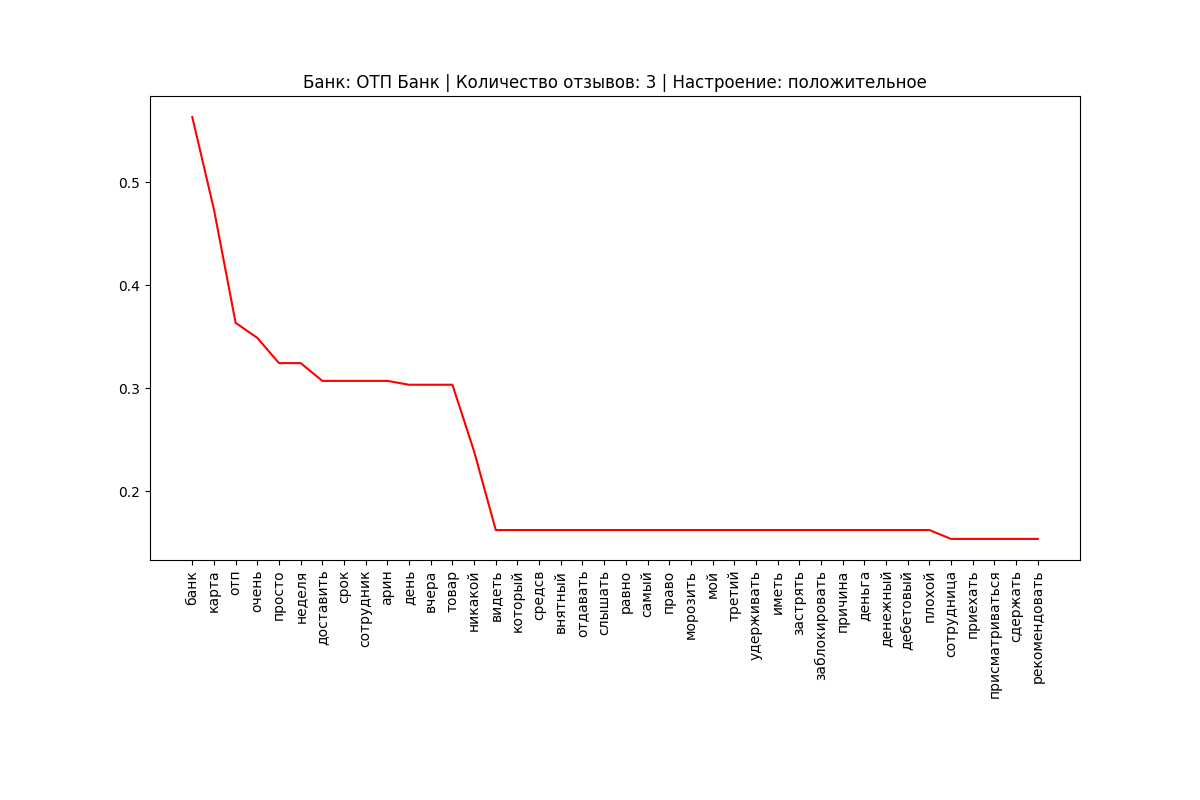 Банк: ОТП Банк | Количество отзывов: 3 | Настроение: положительное
0.5
0.4
0.3
0.2
банк
карта
отп
очень
просто
неделя
доставить
срок
сотрудник
арин
день
вчера
товар
никакой
видеть
который
средсв
внятный
отдавать
слышать
равно
самый
право
морозить
мой
третий
удерживать
иметь
застрять
заблокировать
причина
деньга
денежный
дебетовый
плохой
сотрудница
приехать
присматриваться
сдержать
рекомендовать